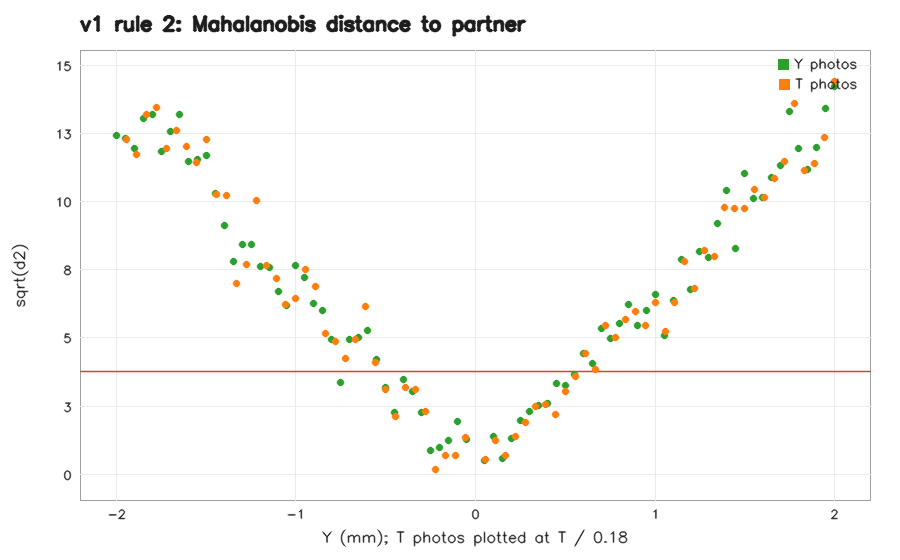 v1 rule 2: Mahalanobis distance to partner
Y photos
T photos
15
13
10
8
5
3
0
sqrt(d2)
−2
−1
0
1
2
Y (mm); T photos plotted at T / 0.18